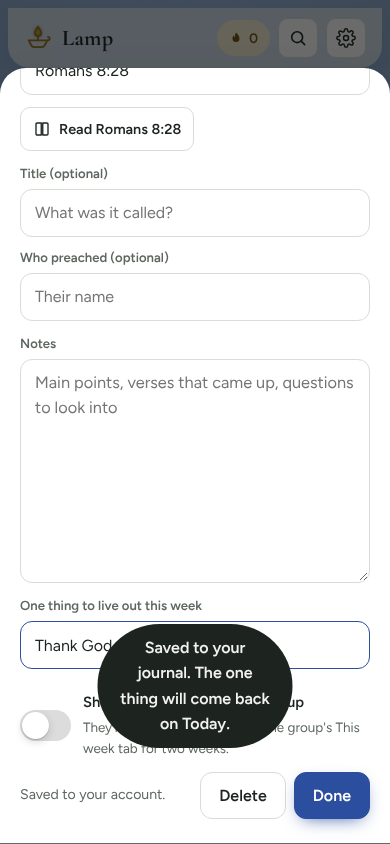 Lamp
0
Romans 8:28
Read Romans 8:28
Title (optional)
What was it called?
Who preached (optional)
Their name
Notes
Main points, verses that came up, questions
to look into
One thing to live out this week
Thank God
Saved to your
journal. The one
thing will come back
on Today.
group's This
week tab for two weeks.
Saved to your account.
Delete
Done